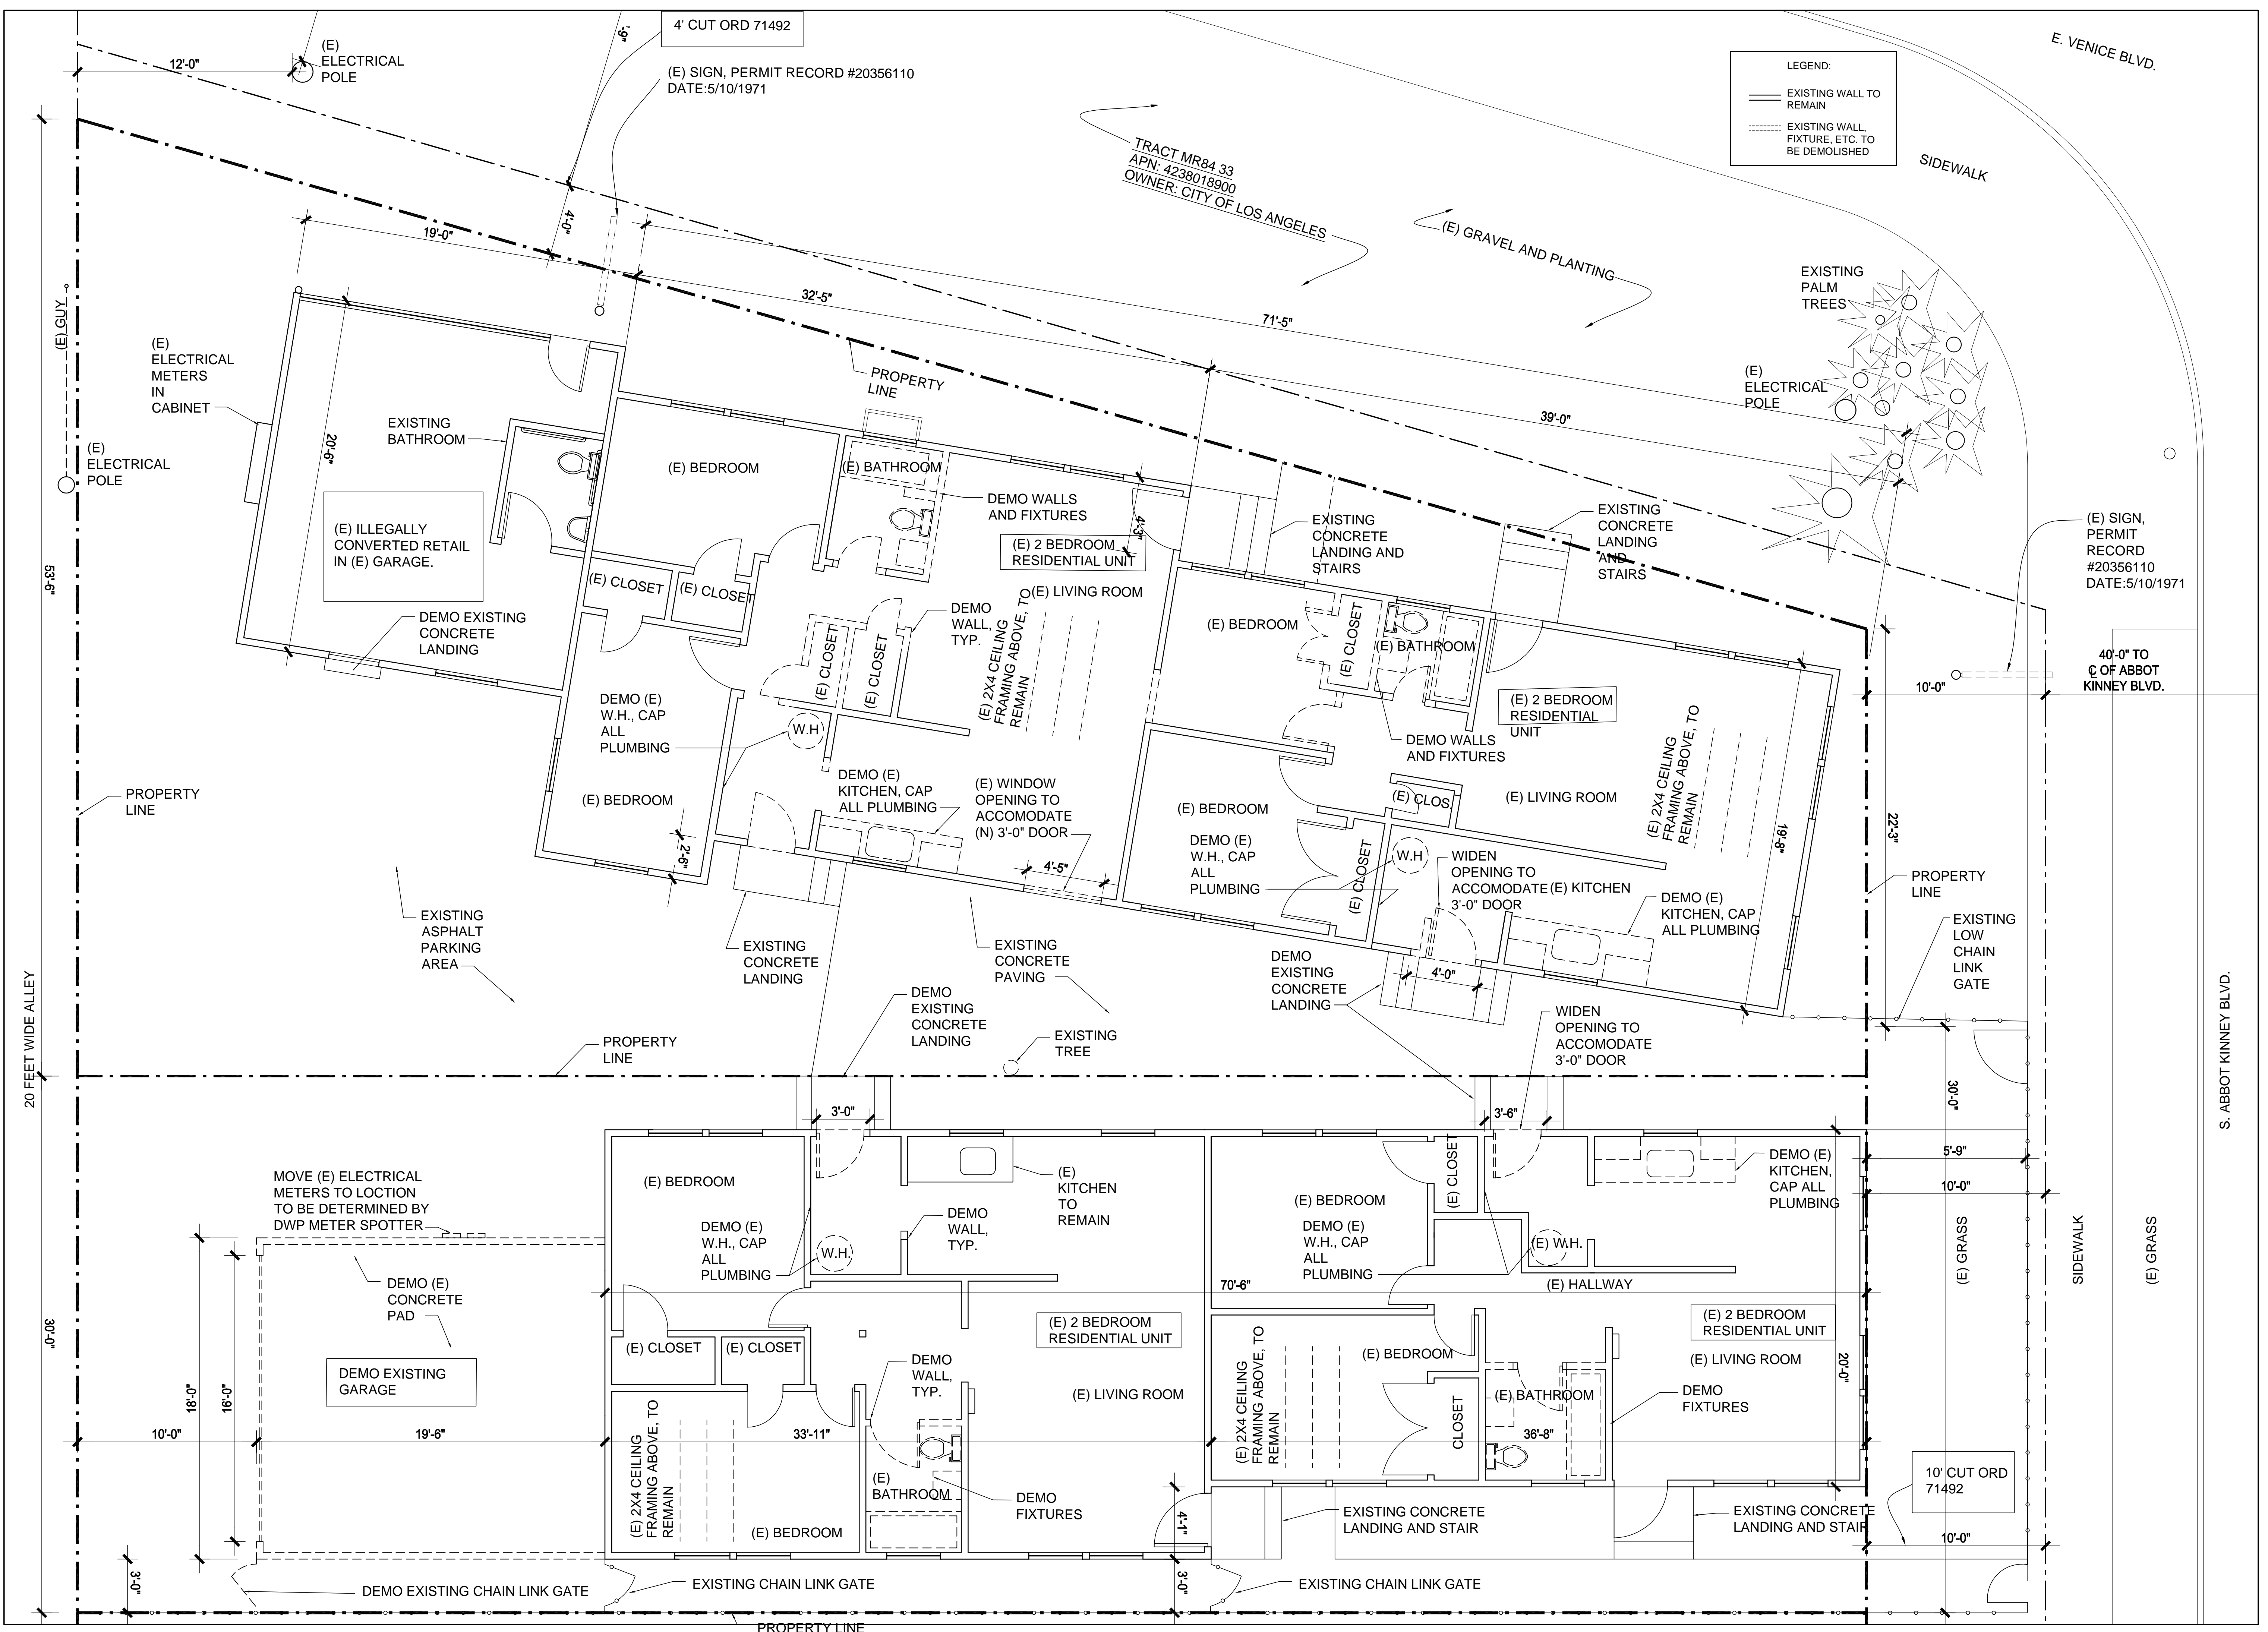 4' CUT ORD 71492
'-9"
E. VENICE BLVD.
(E)
ELECTRICAL
POLE
12'-0"
(E) SIGN, PERMIT RECORD #20356110
DATE:5/10/1971
LEGEND:
EXISTING WALL TO
REMAIN
EXISTING WALL,
FIXTURE, ETC. TO
BE DEMOLISHED
SIDEWALK
TRACT MR84 33
APN: 4238018900
OWNER: CITY OF LOS ANGELES
(E) GRAVEL AND PLANTING
4'-0"
19'-0"
32'-5"
71'-5"
39'-0"
EXISTING
PALM
TREES
(E)
ELECTRICAL
POLE
(E) GUY
(E)
ELECTRICAL
METERS
IN
CABINET
(E)
ELECTRICAL
POLE
PROPERTY
LINE
EXISTING
BATHROOM
20'-6"
(E) BEDROOM
(E) BATHROOM
DEMO WALLS
AND FIXTURES
4'-3"
(E) ILLEGALLY
CONVERTED RETAIL
IN (E) GARAGE.
(E) 2 BEDROOM
RESIDENTIAL UNIT
EXISTING
CONCRETE
LANDING AND
STAIRS
EXISTING
CONCRETE
LANDING
AND
STAIRS
(E) SIGN,
PERMIT
RECORD
#20356110
DATE:5/10/1971
53'-6"
(E) CLOSET
(E) CLOSET
(E) LIVING ROOM
DEMO
WALL,
TYP.
(E) 2X4 CEILING
FRAMING ABOVE, TO
REMAIN
DEMO EXISTING
CONCRETE
LANDING
(E) CLOSET
(E) CLOSET
(E) BEDROOM
(E) CLOSET
(E) BATHROOM
40'-0" TO
℄ OF ABBOT
KINNEY BLVD.
10'-0"
DEMO (E)
W.H., CAP
ALL
PLUMBING
W.H
(E) 2 BEDROOM
RESIDENTIAL
UNIT
DEMO WALLS
AND FIXTURES
(E) 2X4 CEILING
FRAMING ABOVE, TO
REMAIN
PROPERTY
LINE
(E) BEDROOM
DEMO (E)
KITCHEN, CAP
ALL PLUMBING
(E) WINDOW
OPENING TO
ACCOMODATE
(N) 3'-0" DOOR
(E) BEDROOM
(E) CLOS.
(E) LIVING ROOM
19'-8"
22'-3"
2'-6"
4'-5"
DEMO (E)
W.H., CAP
ALL
PLUMBING
(E) CLOSET
W.H
WIDEN
OPENING TO
ACCOMODATE
3'-0" DOOR
(E) KITCHEN
DEMO (E)
KITCHEN, CAP
ALL PLUMBING
PROPERTY
LINE
EXISTING
ASPHALT
PARKING
AREA
EXISTING
CONCRETE
LANDING
EXISTING
CONCRETE
PAVING
DEMO
EXISTING
CONCRETE
LANDING
4'-0"
EXISTING
LOW
CHAIN
LINK
GATE
20 FEET WIDE ALLEY
S. ABBOT KINNEY BLVD.
DEMO
EXISTING
CONCRETE
LANDING
EXISTING
TREE
WIDEN
OPENING TO
ACCOMODATE
3'-0" DOOR
PROPERTY
LINE
30'-0"
3'-0"
3'-6"
5'-9"
10'-0"
MOVE (E) ELECTRICAL
METERS TO LOCTION
TO BE DETERMINED BY
DWP METER SPOTTER
(E) BEDROOM
(E)
KITCHEN
TO
REMAIN
DEMO
WALL,
TYP.
DEMO (E)
W.H., CAP
ALL
PLUMBING
W.H.
(E) BEDROOM
(E) CLOSET
DEMO (E)
W.H., CAP
ALL
PLUMBING
(E) W.H.
DEMO (E)
KITCHEN,
CAP ALL
PLUMBING
(E) GRASS
SIDEWALK
(E) GRASS
DEMO (E)
CONCRETE
PAD
70'-6"
(E) HALLWAY
30'-0"
(E) 2 BEDROOM
RESIDENTIAL UNIT
(E) 2 BEDROOM
RESIDENTIAL UNIT
(E) CLOSET
(E) CLOSET
DEMO
WALL,
TYP.
(E) LIVING ROOM
(E) 2X4 CEILING
FRAMING ABOVE, TO
REMAIN
(E) BEDROOM
(E) LIVING ROOM
20'-0"
DEMO EXISTING
GARAGE
18'-0"
16'-0"
(E) BATHROOM
DEMO
FIXTURES
CLOSET
10'-0"
19'-6"
33'-11"
36'-8"
(E) 2X4 CEILING
FRAMING ABOVE, TO
REMAIN
(E)
BATHROOM
DEMO
FIXTURES
(E) BEDROOM
4'-1"
EXISTING CONCRETE
LANDING AND STAIR
EXISTING CONCRETE
LANDING AND STAIR
10' CUT ORD
71492
10'-0"
3'-0"
DEMO EXISTING CHAIN LINK GATE
EXISTING CHAIN LINK GATE
3'-0"
EXISTING CHAIN LINK GATE
PROPERTY LINE